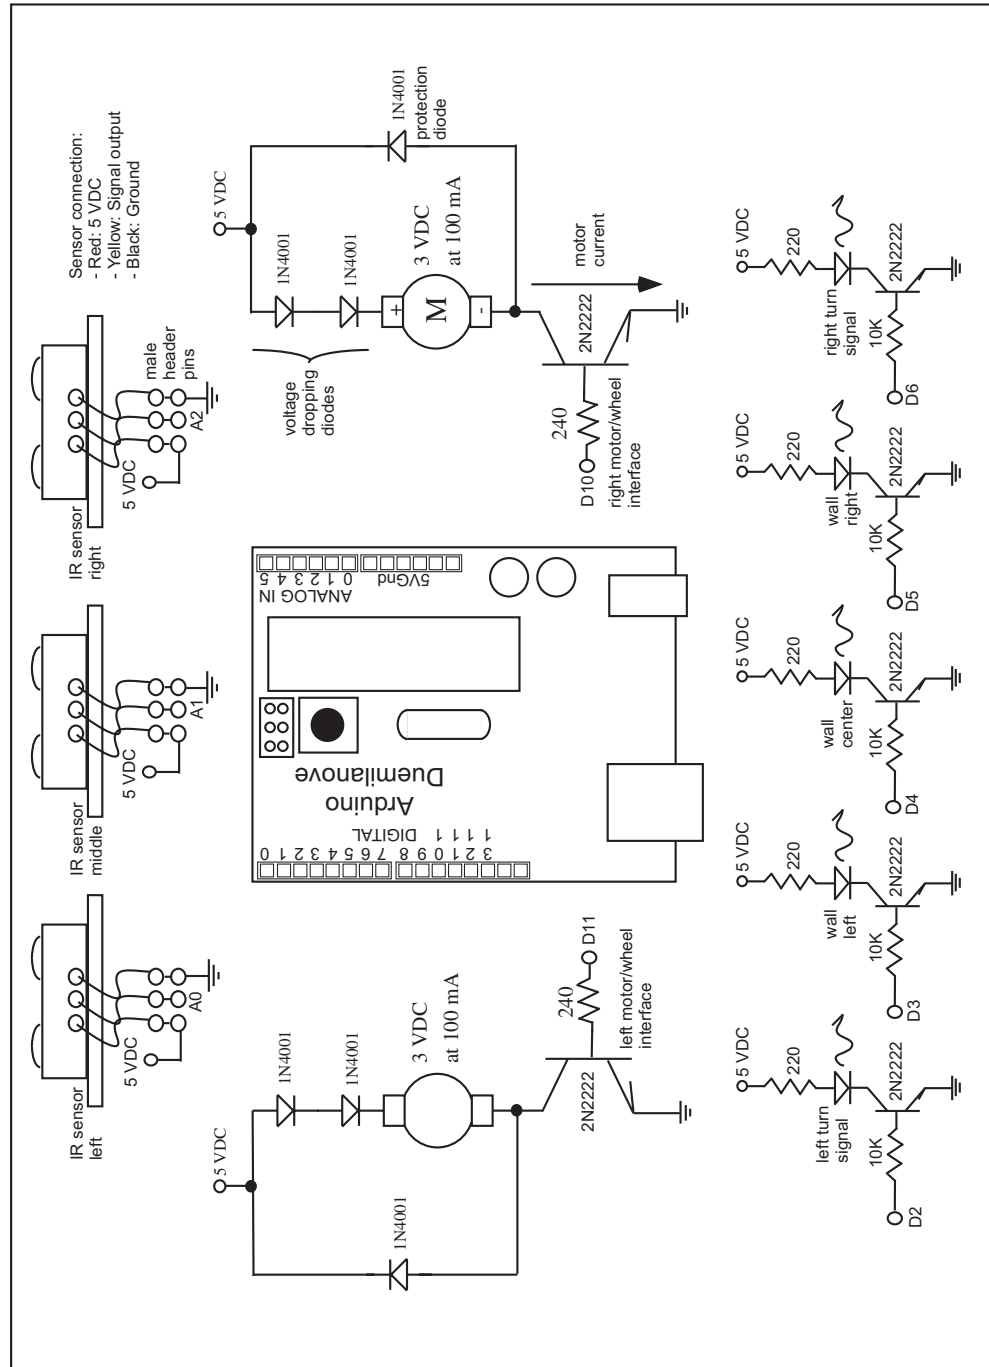 Sensor connection:
- Red: 5 VDC
- Yellow: Signal output
- Black: Ground
IR sensor
left
5 VDC
A0
IR sensor
middle
5 VDC
A1
IR sensor
right
5 VDC
A2
male
header
pins
5 VDC
1N4001
1N4001
1N4001
3 VDC
at 100 mA
240
D11
2N2222
left motor/wheel
interface
0
1
2
3
4
5
6
7
8
9
1
0
1
1
1
2
1
3
DIGITAL
Arduino
Duemilanove
ANALOG IN
0
1
2
3
4
5
5V
Gnd
5 VDC
1N4001
1N4001
voltage
dropping
diodes
1N4001
protection
diode
+
M
-
3 VDC
at 100 mA
240
D10
2N2222
right motor/wheel
interface
motor
current
5 VDC
220
left turn
signal
10K
2N2222
D2
5 VDC
220
wall
left
10K
2N2222
D3
5 VDC
220
wall
center
10K
2N2222
D4
5 VDC
220
wall
right
10K
2N2222
D5
5 VDC
220
right turn
signal
10K
2N2222
D6